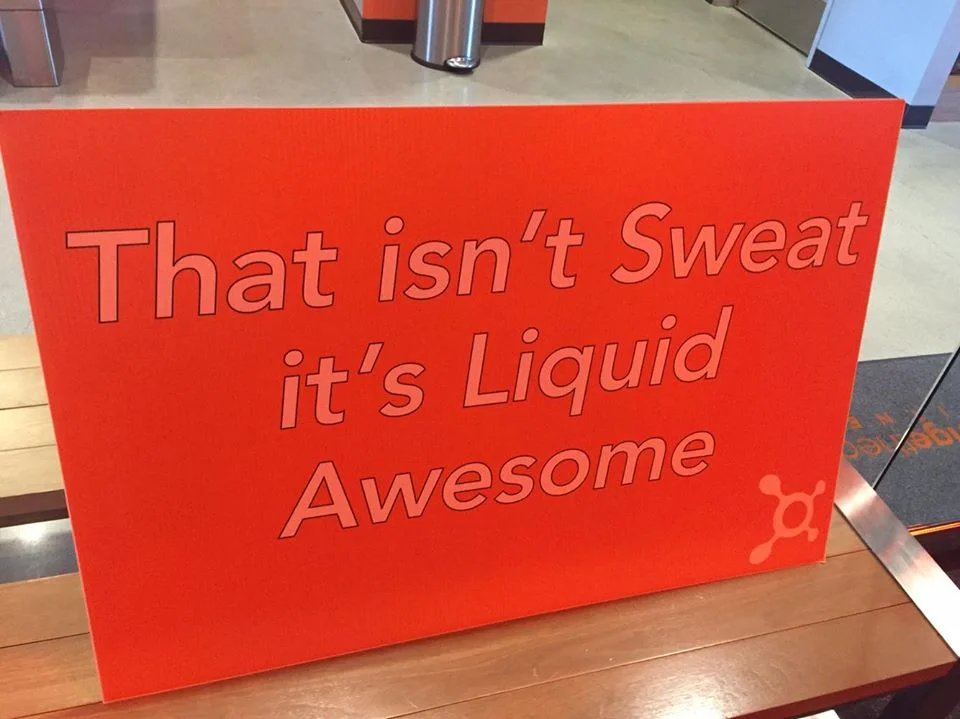 That isn't Sweat
it's Liquid
Awesome